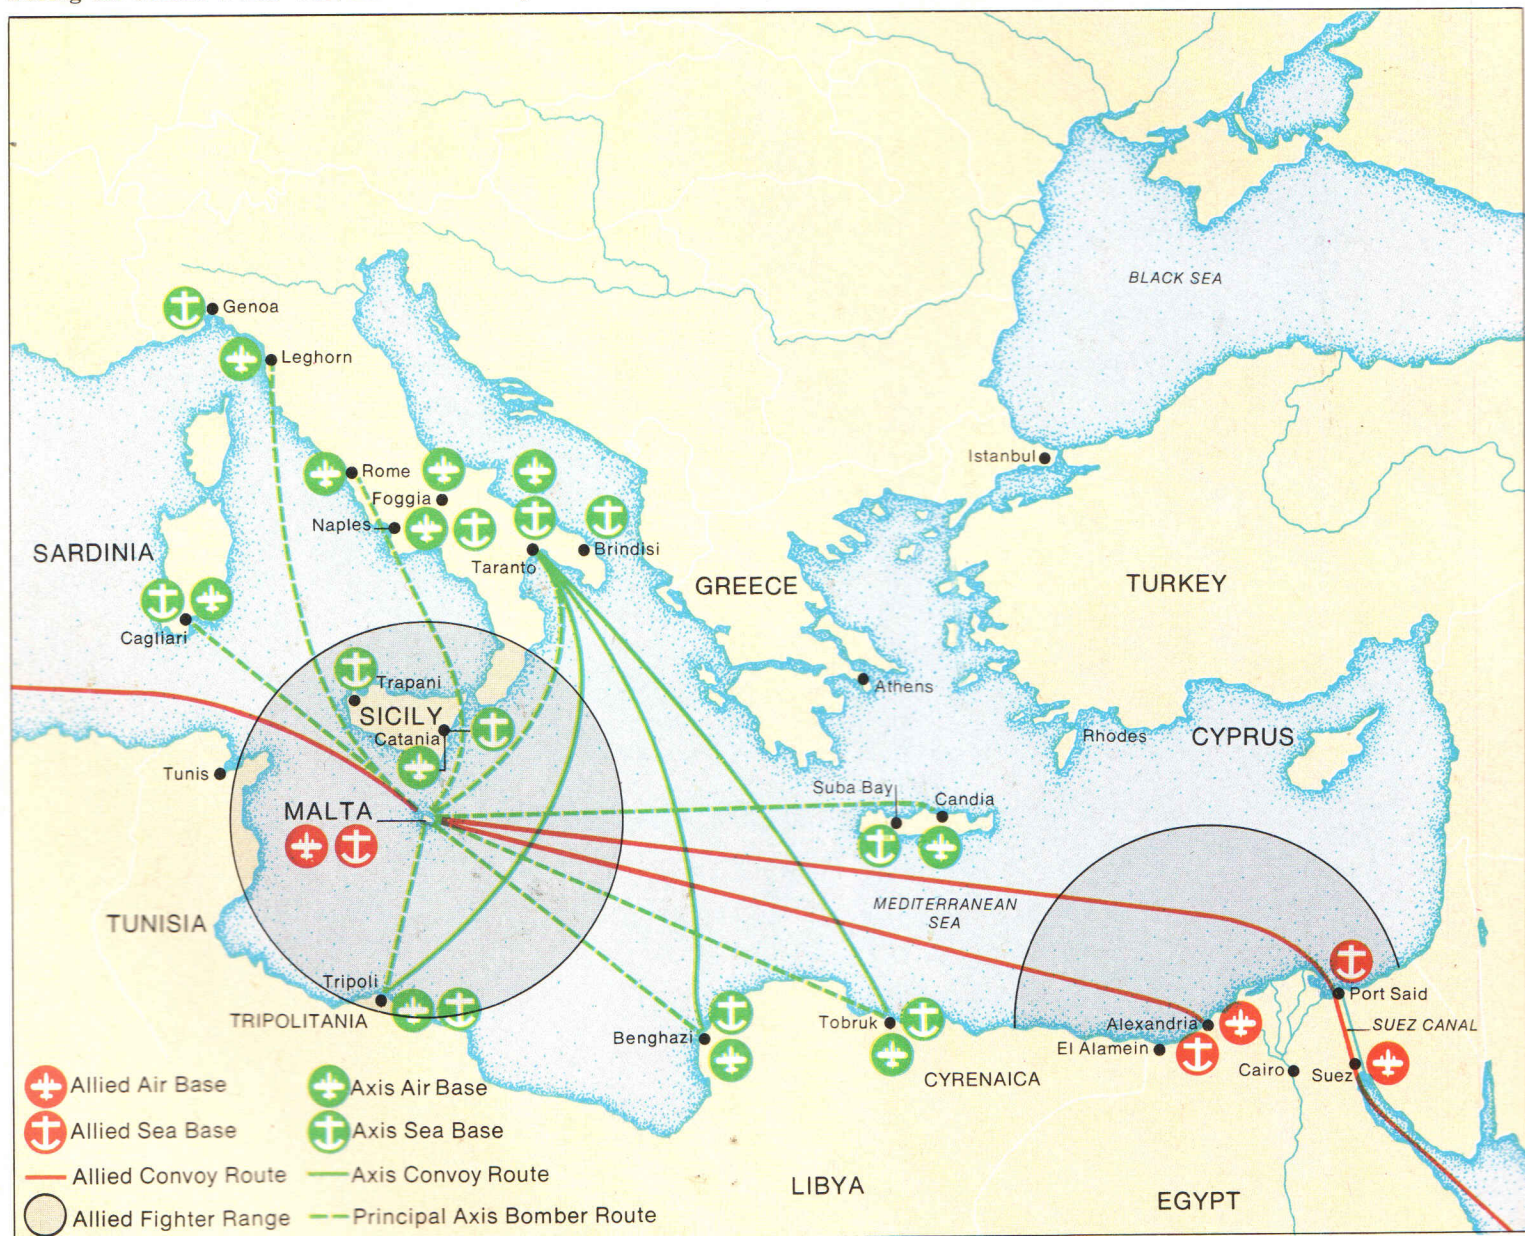 BLACK SEA
Genoa
Leghorn
Istanbul
Rome
Foggia
Naples
Brindisi
Taranto
SARDINIA
GREECE
TURKEY
Cagliari
Trapani
Athens
SICILY
Catania
Rhodes
CYPRUS
Tunis
Suba Bay
Candia
MALTA
MEDITERRANEAN
SEA
TUNISIA
Tripoli
Port Said
TRIPOLITANIA
Tobruk
Alexandria
SUEZ CANAL
Benghazi
El Alamein
Cairo
Suez
CYRENAICA
Allied Air Base
Axis Air Base
Allied Sea Base
Axis Sea Base
Allied Convoy Route
Axis Convoy Route
LIBYA
EGYPT
Allied Fighter Range
Principal Axis Bomber Route